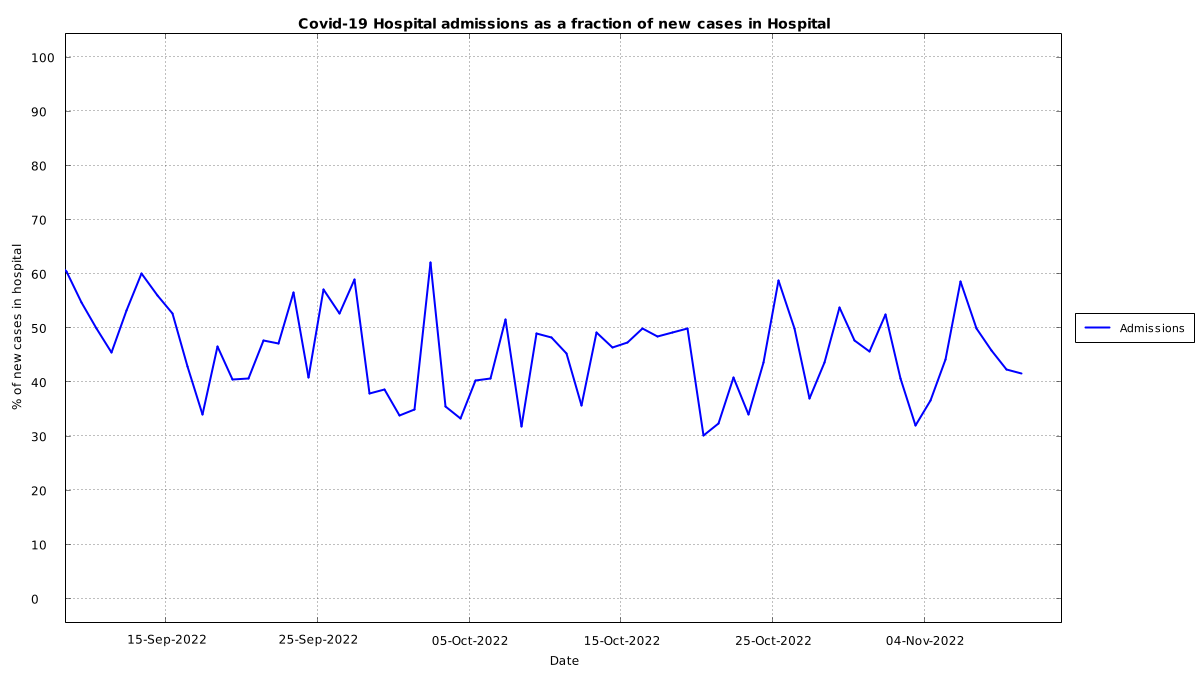 Covid-19 Hospital admissions as a fraction of new cases in Hospital
% of new cases in hospital
100
90
80
70
60
50
40
30
20
10
0
15-Sep-2022
25-Sep-2022
05-Oct-2022
15-Oct-2022
25-Oct-2022
04-Nov-2022
Date
Admissions